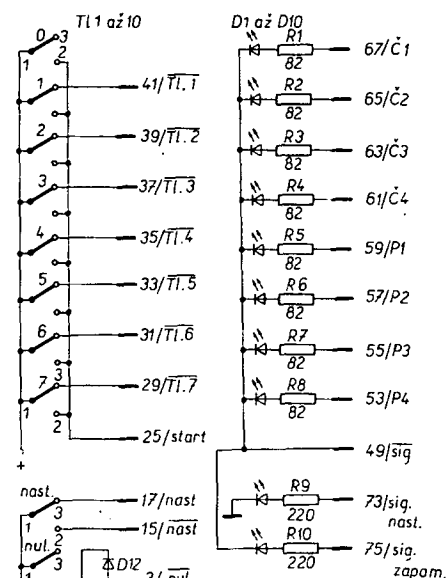 Tl.1 až 10
D1 až D10
0
3
1
2
1
41/Tl.1
2
39/Tl.2
3
37/Tl.3
4
35/Tl.4
5
33/Tl.5
6
31/Tl.6
7
3
29/Tl.7
1
2
25/start
+
nast.
3
17/nast
1
2
15/nast
nul.
3
1
D12
R1
82
67/Č1
R2
82
65/Č2
R3
82
63/Č3
R4
82
61/Č4
R5
82
59/P1
R6
82
57/P2
R7
82
55/P3
R8
82
53/P4
49/sig
R9
220
73/sig.
nast.
R10
220
75/sig.
zapam.